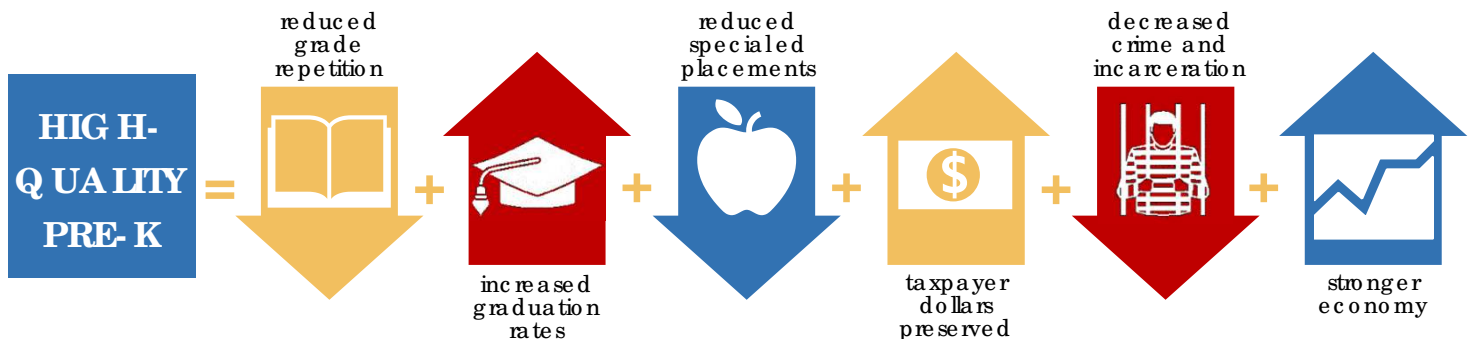 HIGH-
QUALITY
PRE-K
=
reduced
grade
repetition
+
increased
graduation
rates
+
reduced
specialed
placements
+
$
taxpayer
dollars
preserved
+
decreased
crime and
incarceration
+
stronger
economy